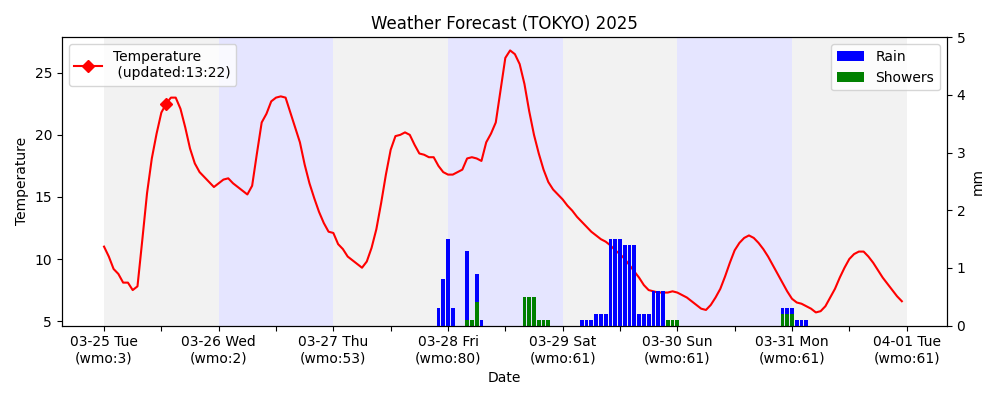 Weather Forecast (TOKYO) 2025
Temperature
(updated:13:22)
Rain
Showers
Temperature
25
20
15
10
5
5
4
3
2
1
0
mm
03-25 Tue
(wmo:3)
03-26 Wed
(wmo:2)
03-27 Thu
(wmo:53)
03-28 Fri
(wmo:80)
03-29 Sat
(wmo:61)
03-30 Sun
(wmo:61)
03-31 Mon
(wmo:61)
04-01 Tue
(wmo:61)
Date